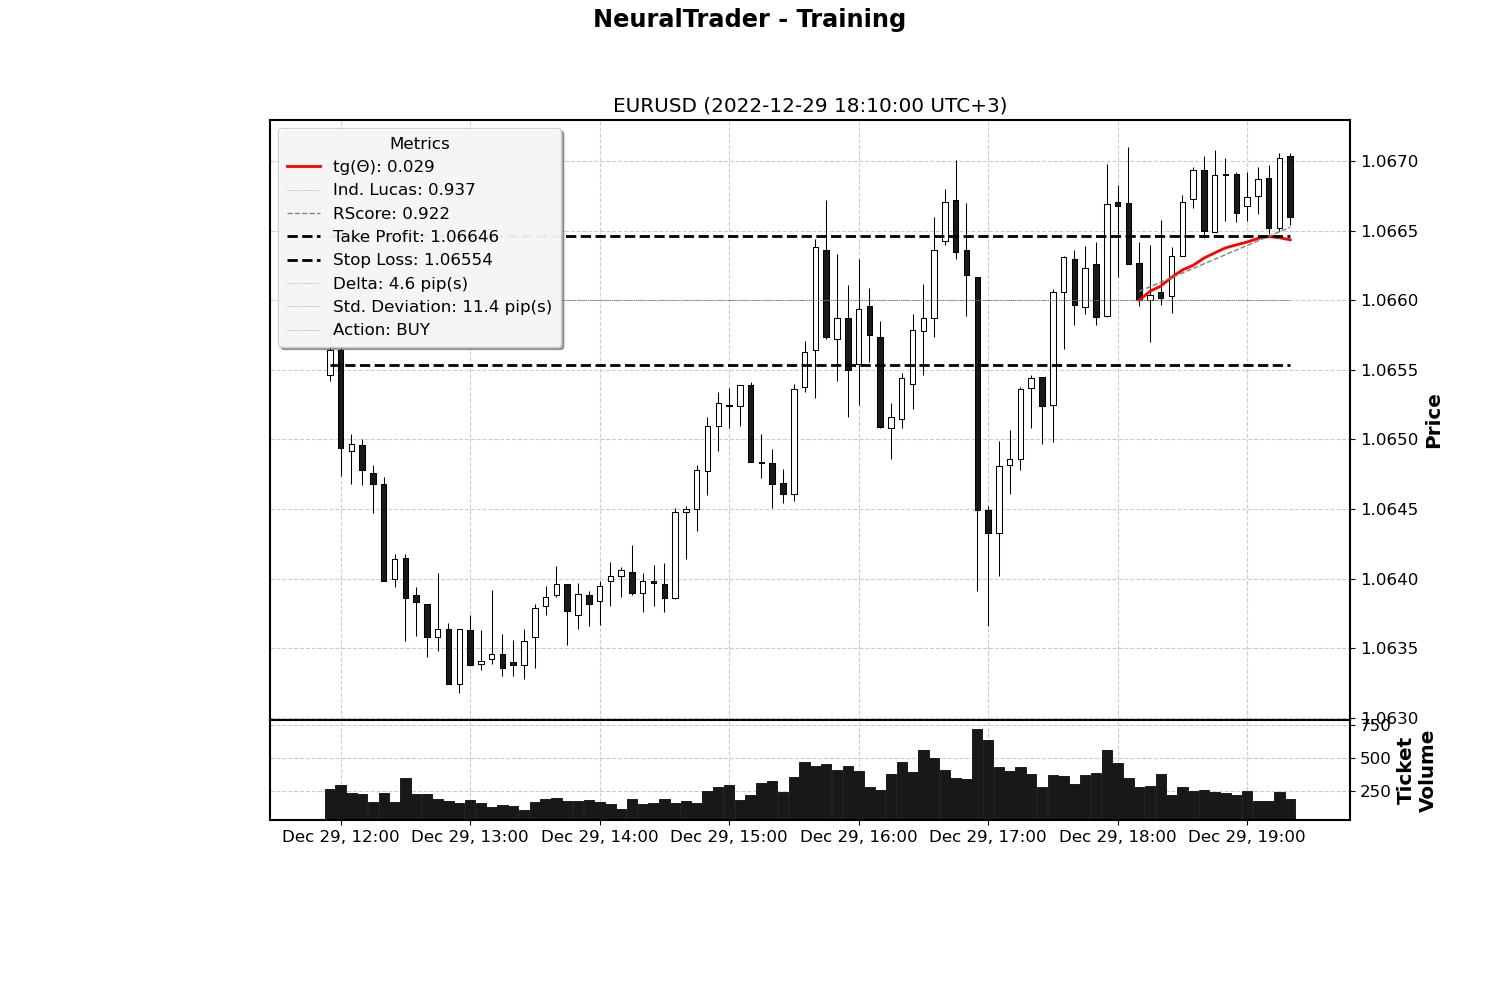 NeuralTrader - Training
EURUSD (2022-12-29 18:10:00 UTC+3)
Metrics
tg(Θ): 0.029
Ind. Lucas: 0.937
RScore: 0.922
Take Profit: 1.06646
Stop Loss: 1.06554
Delta: 4.6 pip(s)
Std. Deviation: 11.4 pip(s)
Action: BUY
1.0670
1.0665
1.0660
1.0655
1.0650
1.0645
1.0640
1.0635
1.0630
Price
750
500
250
Ticket
Volume
Dec 29, 12:00 Dec 29, 13:00 Dec 29, 14:00 Dec 29, 15:00 Dec 29, 16:00 Dec 29, 17:00 Dec 29, 18:00 Dec 29, 19:00